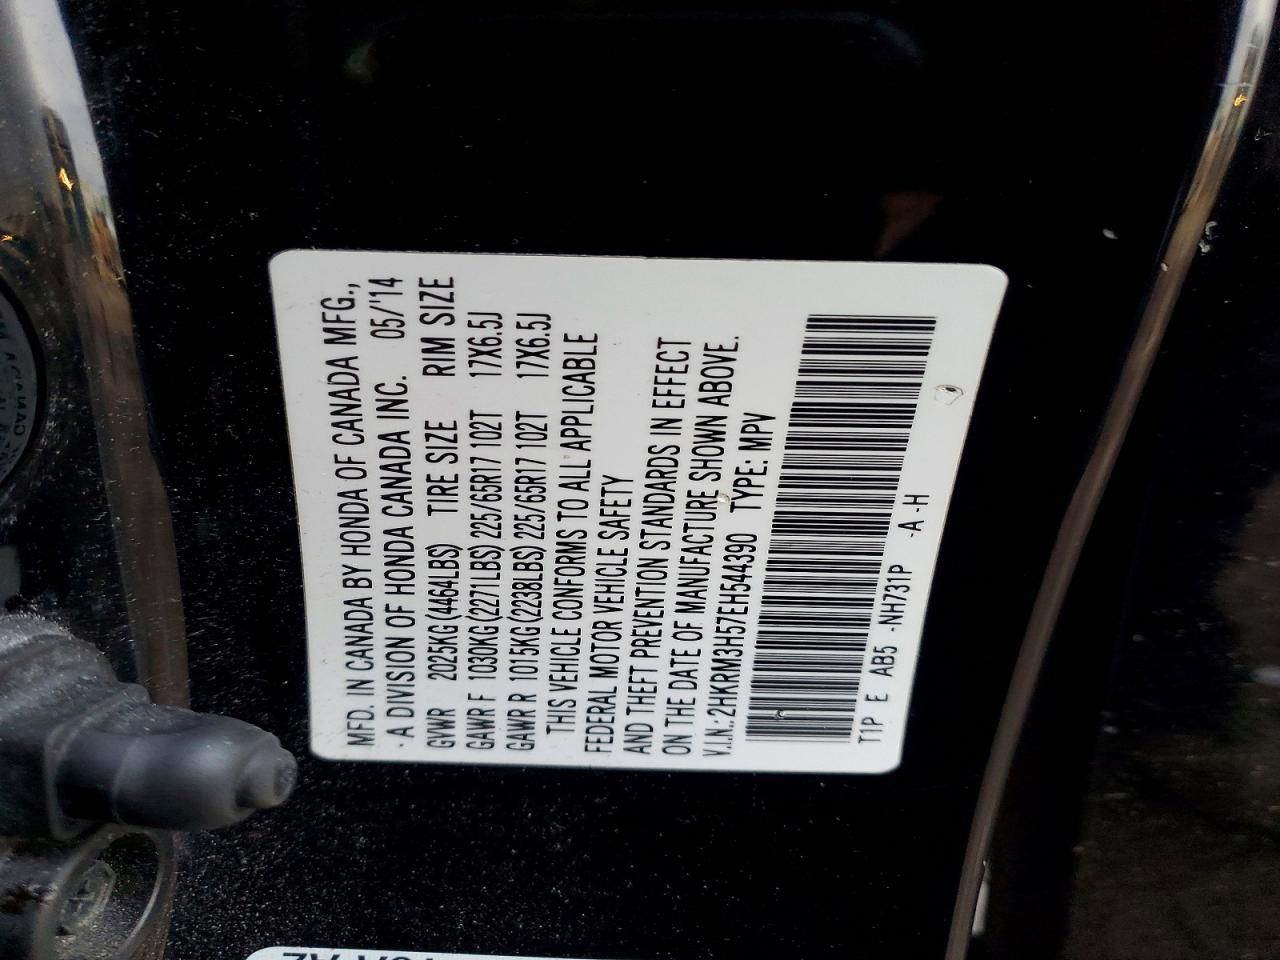 MFD. IN CANADA BY HONDA OF CANADA MFG.,
- A DIVISION OF HONDA CANADA INC. 05/'14
GVWR 2025KG (4464LBS) TIRE SIZE RIM SIZE
GAWR F 1030KG (2271LBS) 225/65R17 102T 17X6.5J
GAWR R 1015KG (2238LBS) 225/65R17 102T 17X6.5J
THIS VEHICLE CONFORMS TO ALL APPLICABLE
FEDERAL MOTOR VEHICLE SAFETY
AND THEFT PREVENTION STANDARDS IN EFFECT
ON THE DATE OF MANUFACTURE SHOWN ABOVE.
V.I.N.: 2HKRM3H57EH544390 TYPE: MPV
T1P E AB5 -NH731P -A -H